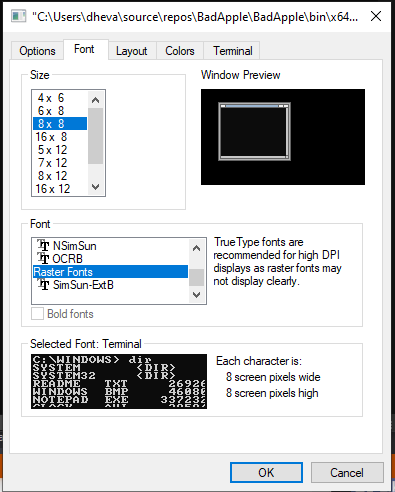 "C:\Users\dheva\source\repos\BadApple\BadApple\bin\x64...
Options
Font
Layout
Colors
Terminal
Size
4 x 6
6 x 8
8 x 8
16 x 8
5 x 12
7 x 12
8 x 12
16 x 12
Window Preview
Font
NSimSun
OCRB
Raster Fonts
SimSun-ExtB
Bold fonts
TrueType fonts are
recommended for high DPI
displays as raster fonts may
not display clearly.
Selected Font: Terminal
C:\WINDOWS> dir
SYSTEM <DIR>
SYSTEM32 <DIR>
README TXT 26926
WINDOWS BMP 46080
NOTEPAD EXE 337232
Each character is:
8 screen pixels wide
8 screen pixels high
OK
Cancel